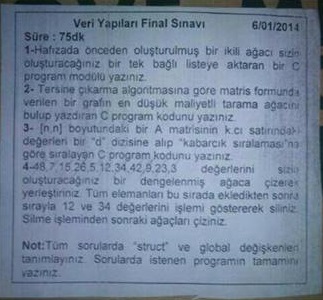 Veri Yapıları Final Sınavı 6/01/2014
Süre : 75dk
1-Hafızada önceden oluşturulmuş bir ikili ağacı sizin
oluşturacağınız bir tek bağlı listeye aktaran bir C
program modülü yazınız.
2- Tersine çıkarma algoritmasına göre matris formunda
verilen bir grafın en düşük maliyetli tarama ağacını
bulup yazdıran C program kodunu yazınız.
3- [n,n] boyutundaki bir A matrisinin k.cı satırındaki
değerleri bir "d" dizisine alıp "kabarcık sıralaması"na
göre sıralayan C program kodunu yazınız.
4-48,7,15,26,5,12,34,42,9,23,3 değerlerini sizin
oluşturacağınız bir dengelenmiş ağaca çizerek
yerleştiriniz. Tüm elemanları bu sırada ekledikten sonra
sırayla 12 ve 34 değerlerini işlemi göstererek siliniz.
Silme işleminden sonraki ağaçları çiziniz.
Not:Tüm sorularda "struct" ve global değişkenleri
tanımlayınız. Sorularda istenen programın tamamını
yazınız.